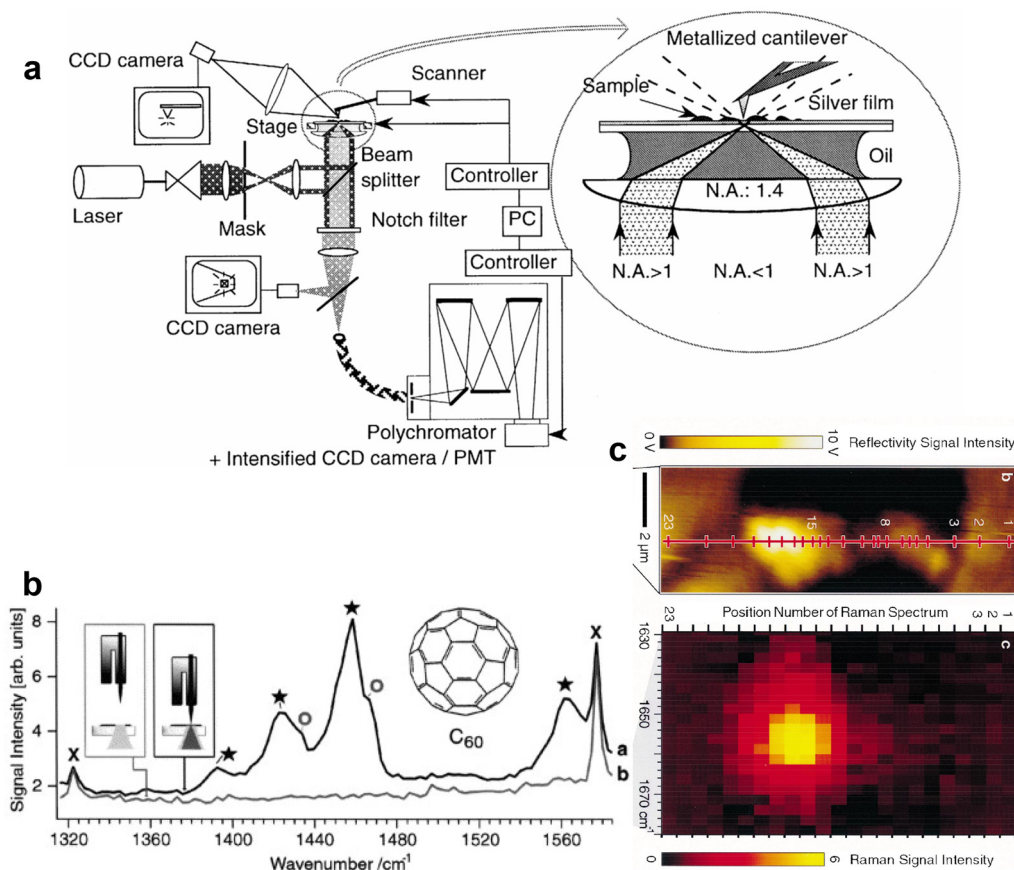 a
CCD camera
Scanner
Stage
Beam
splitter
Laser
Mask
Notch filter
CCD camera
Controller
PC
Controller
Polychromator
+ Intensified CCD camera / PMT
Metallized cantilever
Sample
Silver film
Oil
N.A.: 1.4
N.A.>1
N.A.<1
N.A.>1
b
Signal Intensity [arb. units]
8
6
4
2
X
★
★
O
★
O
★
X
C60
a
b
1320
1360
1400
1440
1480
1520
1560
Wavenumber /cm-1
c
0 V
10 V
Reflectivity Signal Intensity
b
2 µm
23
15
8
3
2
1
Position Number of Raman Spectrum
23
3
2
1
c
1630
1650
1670 cm-1
0
6
Raman Signal Intensity